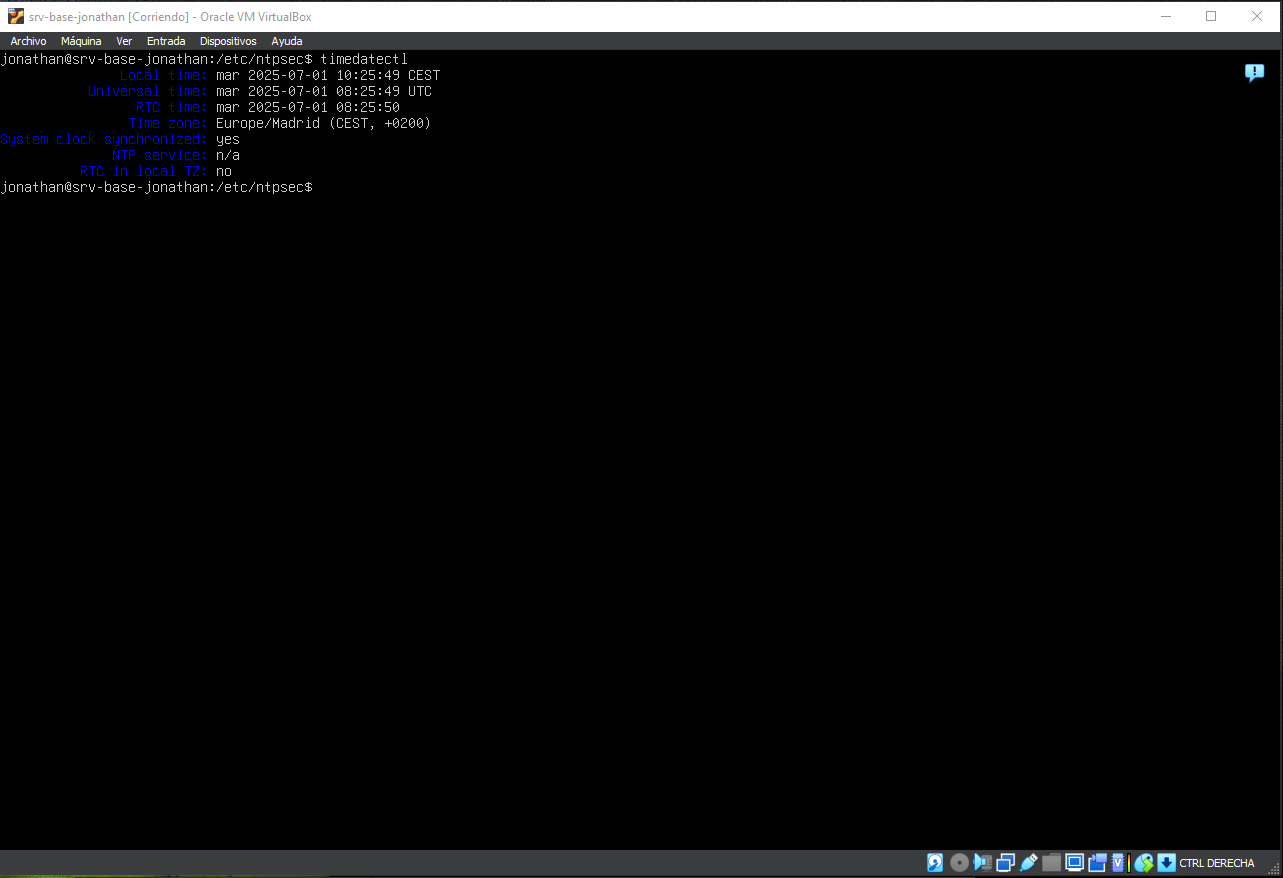 srv-base-jonathan [Corriendo] - Oracle VM VirtualBox
Archivo Máquina Ver Entrada Dispositivos Ayuda
jonathan@srv-base-jonathan:/etc/ntpsec$ timedatectl
Local time: mar 2025-07-01 10:25:49 CEST
Universal time: mar 2025-07-01 08:25:49 UTC
RTC time: mar 2025-07-01 08:25:50
Time zone: Europe/Madrid (CEST, +0200)
System clock synchronized: yes
NTP service: n/a
RTC in local TZ: no
jonathan@srv-base-jonathan:/etc/ntpsec$
CTRL DERECHA